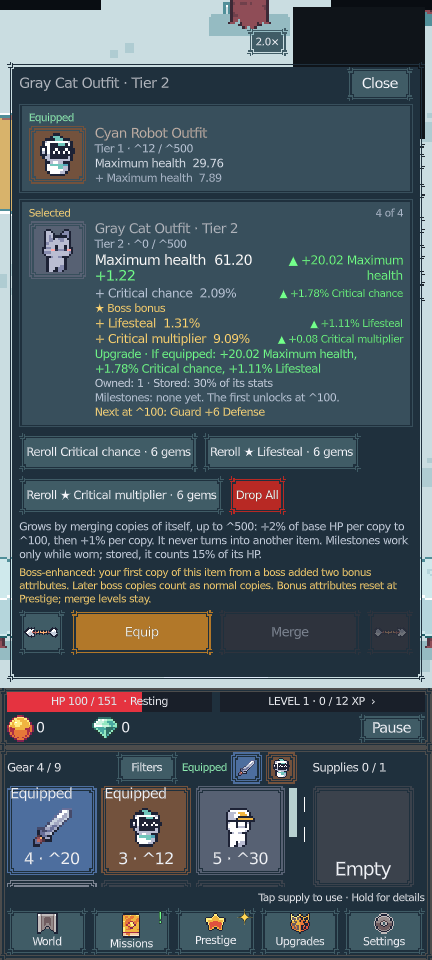 2.0×
Gray Cat Outfit · Tier 2
Close
Equipped
Cyan Robot Outfit
Tier 1 · ^12 / ^500
Maximum health 29.76
+ Maximum health 7.89
Selected
4 of 4
Gray Cat Outfit · Tier 2
Tier 2 · ^0 / ^500
Maximum health 61.20
+1.22
▲ +20.02 Maximum
health
+ Critical chance 2.09%
▲ +1.78% Critical chance
★ Boss bonus
+ Lifesteal 1.31%
▲ +1.11% Lifesteal
+ Critical multiplier 9.09%
▲ +0.08 Critical multiplier
Upgrade · If equipped: +20.02 Maximum health,
+1.78% Critical chance, +1.11% Lifesteal
Owned: 1 · Stored: 30% of its stats
Milestones: none yet. The first unlocks at ^100.
Next at ^100: Guard +6 Defense
Reroll Critical chance · 6 gems
Reroll ★ Lifesteal · 6 gems
Reroll ★ Critical multiplier · 6 gems
Drop All
Grows by merging copies of itself, up to ^500: +2% of base HP per copy to
^100, then +1% per copy. It never turns into another item. Milestones work
only while worn; stored, it counts 15% of its HP.
Boss-enhanced: your first copy of this item from a boss added two bonus
attributes. Later boss copies count as normal copies. Bonus attributes reset at
Prestige; merge levels stay.
Equip
Merge
HP 100 / 151 · Resting
LEVEL 1 · 0 / 12 XP ›
0
0
Pause
Gear 4 / 9
Filters
Equipped
Supplies 0 / 1
Equipped
4 · ^20
Equipped
3 · ^12
5 · ^30
Empty
Tap supply to use · Hold for details
World
Missions
!
Prestige
Upgrades
Settings